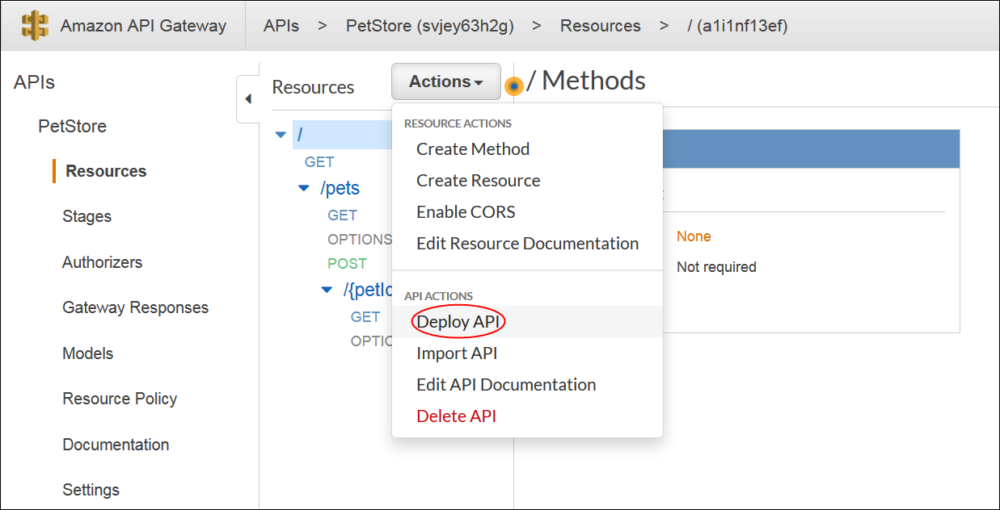 Amazon API Gateway APIs > PetStore (svjey63h2g) > Resources > / (a1i1nf13ef)
APIs
PetStore
Resources
Stages
Authorizers
Gateway Responses
Models
Resource Policy
Documentation
Settings
Resources
Actions
/
GET
/pets
GET
OPTIONS
POST
/{petId
GET
OPTIO
RESOURCE ACTIONS
Create Method
Create Resource
Enable CORS
Edit Resource Documentation
API ACTIONS
Deploy API
Import API
Edit API Documentation
Delete API
/ Methods
None
Not required